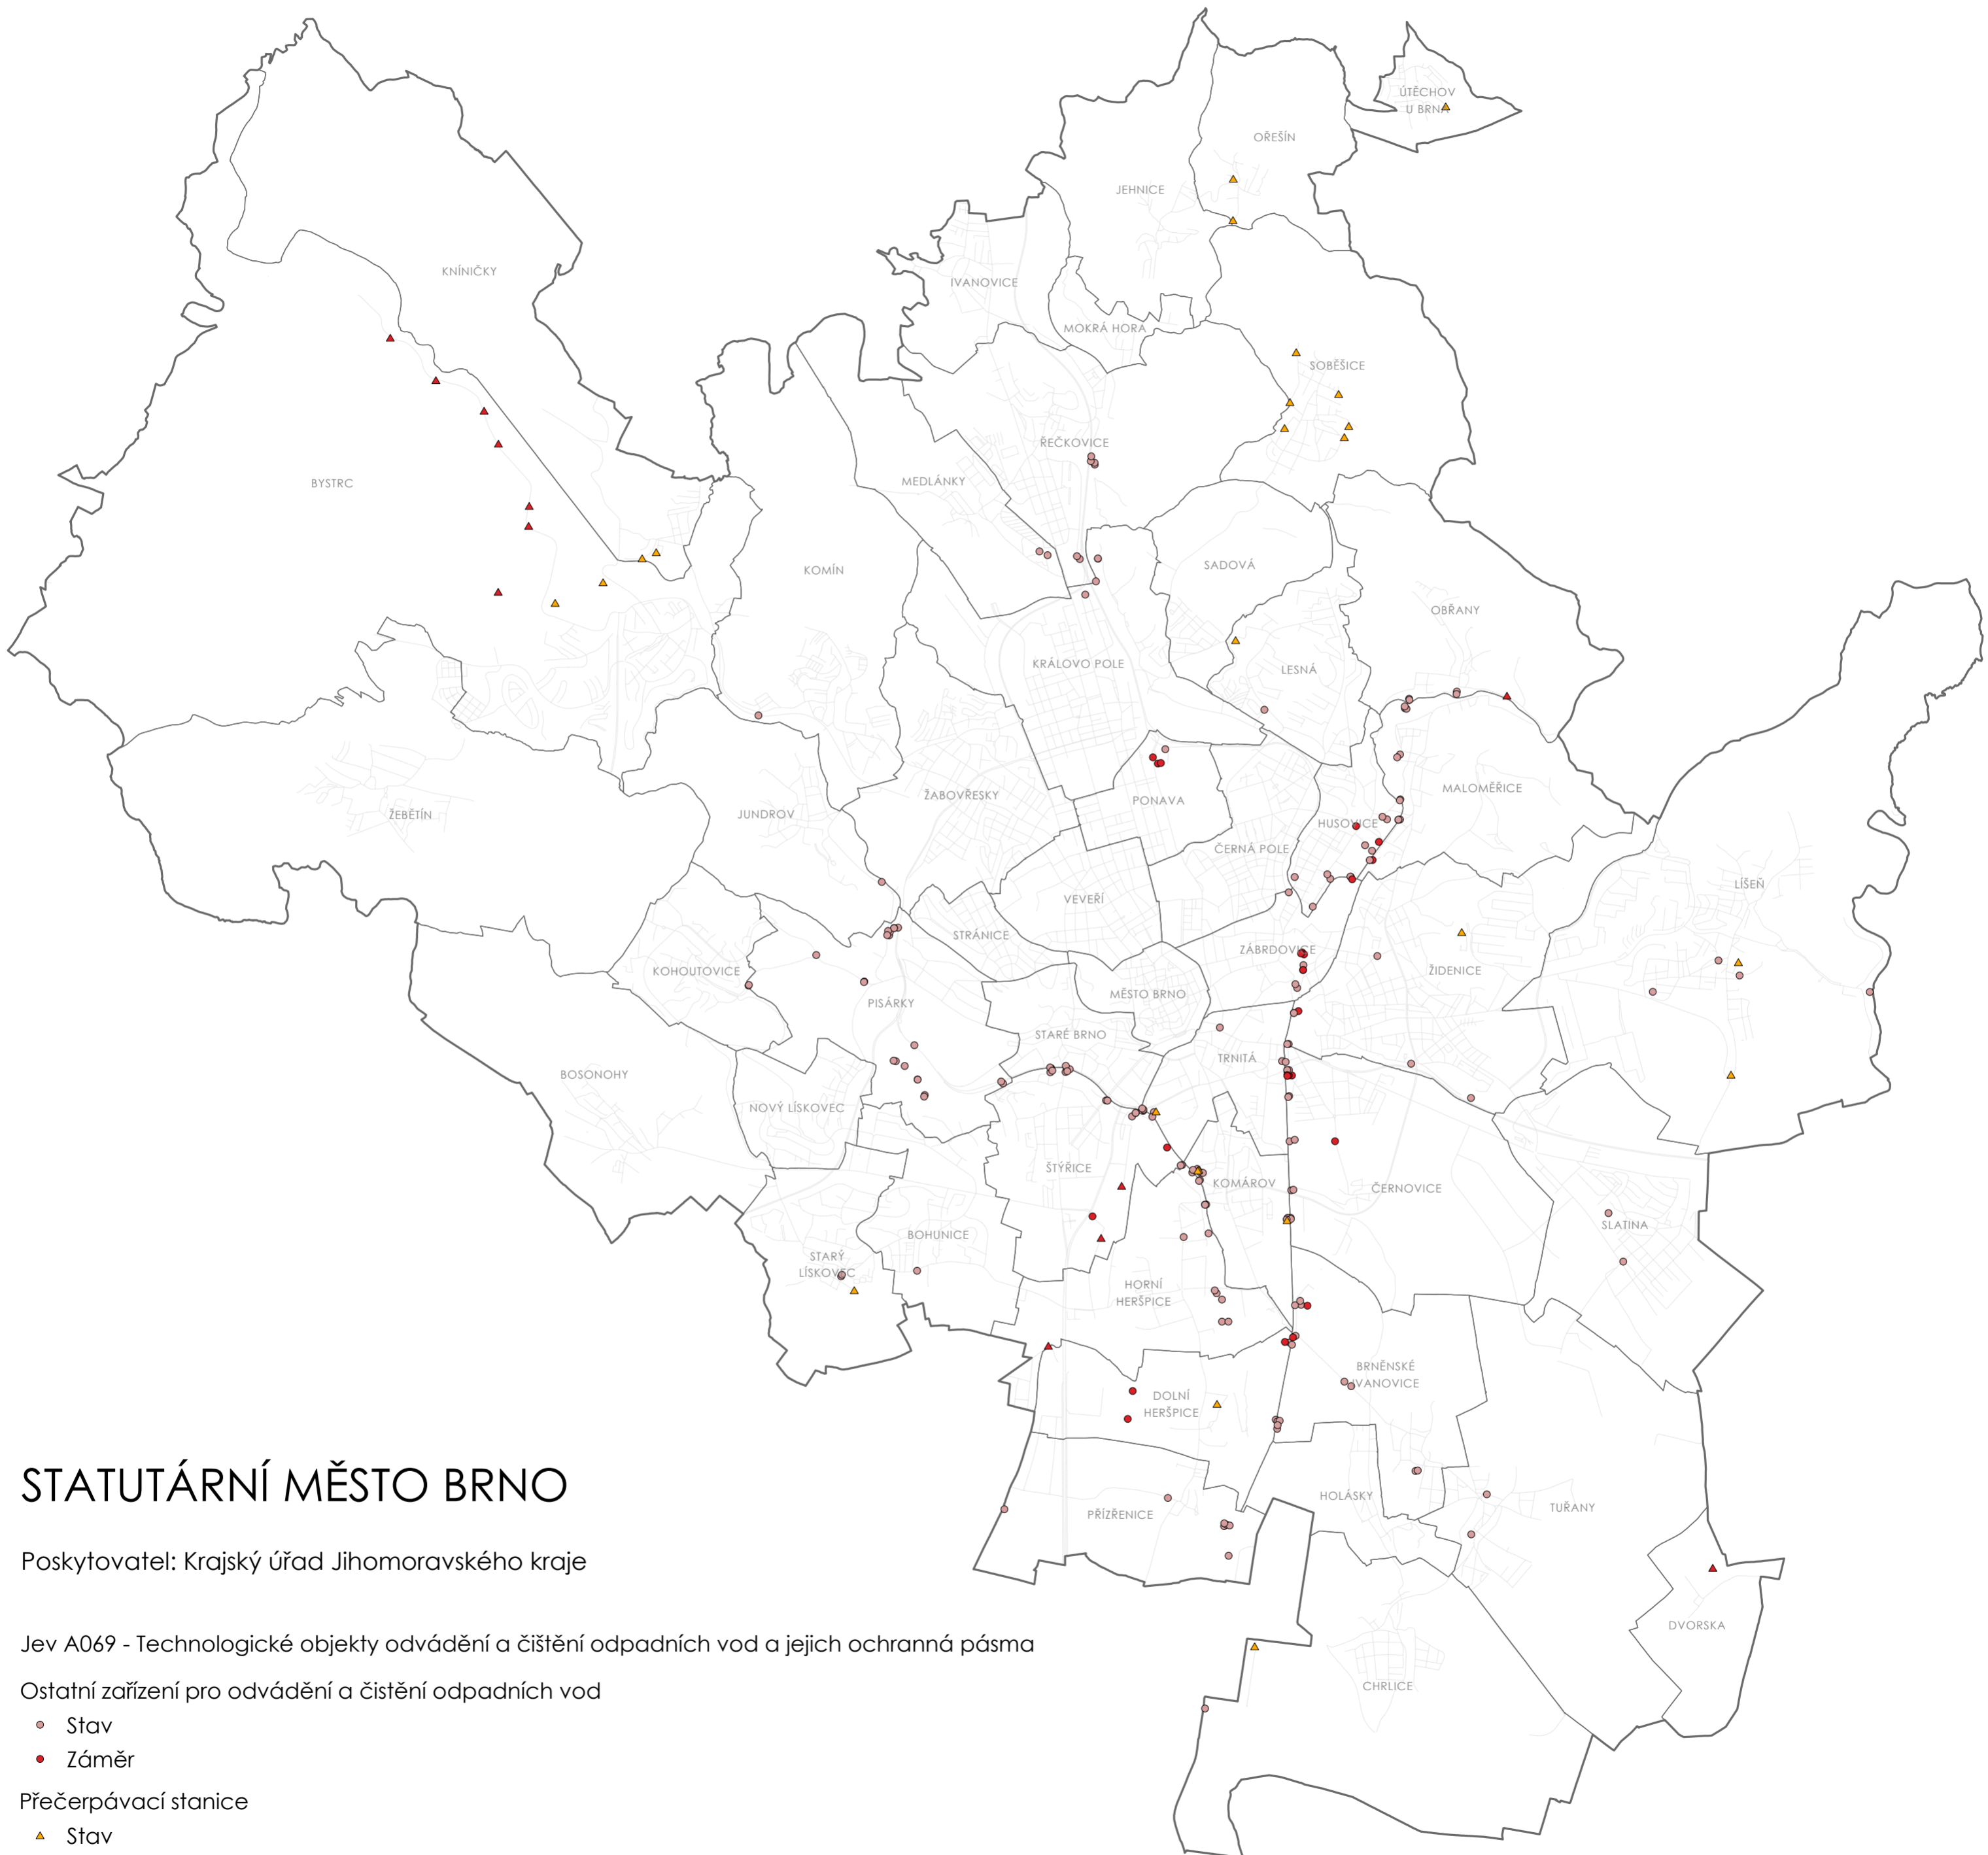 ÚTĚCHOV
U BRNA
OŘEŠÍN
JEHNICE
KNÍNIČKY
IVANOVICE
MOKRÁ HORA
SOBĚŠICE
ŘEČKOVICE
MEDLÁNKY
BYSTRC
SADOVÁ
KOMÍN
OBŘANY
KRÁLOVO POLE
LESNÁ
MALOMĚŘICE
ŽABOVŘESKY
PONAVA
ŽEBĚTÍN
JUNDROV
HUSOVICE
ČERNÁ POLE
LÍŠEŇ
VEVEŘÍ
STRÁNICE
ZÁBRDOVICE
KOHOUTOVICE
ŽIDENICE
MĚSTO BRNO
PISÁRKY
STARÉ BRNO
TRNITÁ
BOSONOHY
NOVÝ LÍSKOVEC
ŠTÝŘICE
KOMÁROV
ČERNOVICE
SLATINA
BOHUNICE
STARÝ
LÍSKOVEC
HORNÍ
HERŠPICE
BRNĚNSKÉ
IVANOVICE
DOLNÍ
HERŠPICE
HOLÁSKY
TUŘANY
PŘÍZŘENICE
DVORSKA
CHRLICE
STATUTÁRNÍ MĚSTO BRNO
Poskytovatel: Krajský úřad Jihomoravského kraje
Jev A069 - Technologické objekty odvádění a čištění odpadních vod a jejich ochranná pásma
Ostatní zařízení pro odvádění a čistění odpadních vod
Stav
Záměr
Přečerpávací stanice
Stav